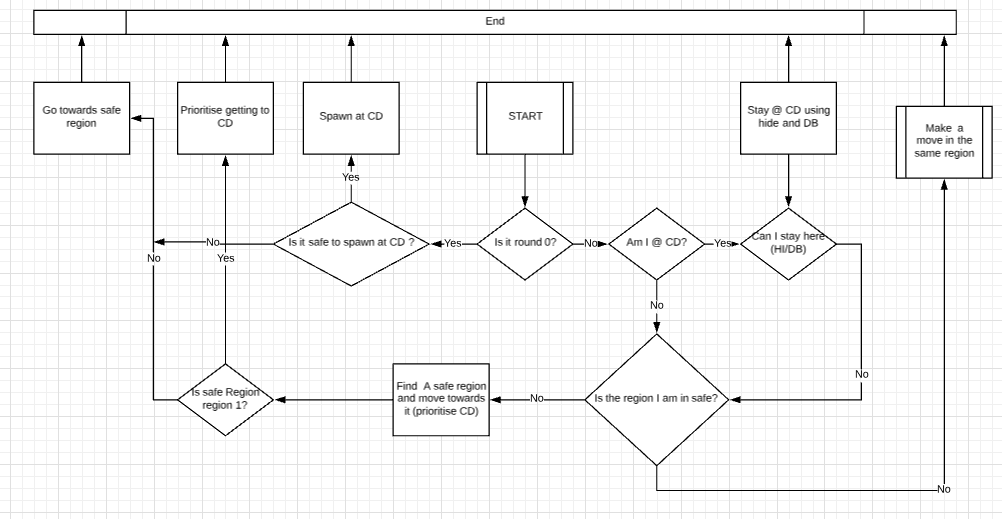 End
Go towards safe
region
Prioritise getting to
CD
Spawn at CD
START
Stay @ CD using
hide and DB
Make a
move in the
same region
Yes
Is it safe to spawn at CD ?
Yes
Is it round 0?
No
Am I @ CD?
Yes
Can I stay here
(HI/DB)
No
No
Yes
No
No
Is safe Region
region 1?
Find A safe region
and move towards
it (prioritise CD)
No
Is the region I am in safe?
No